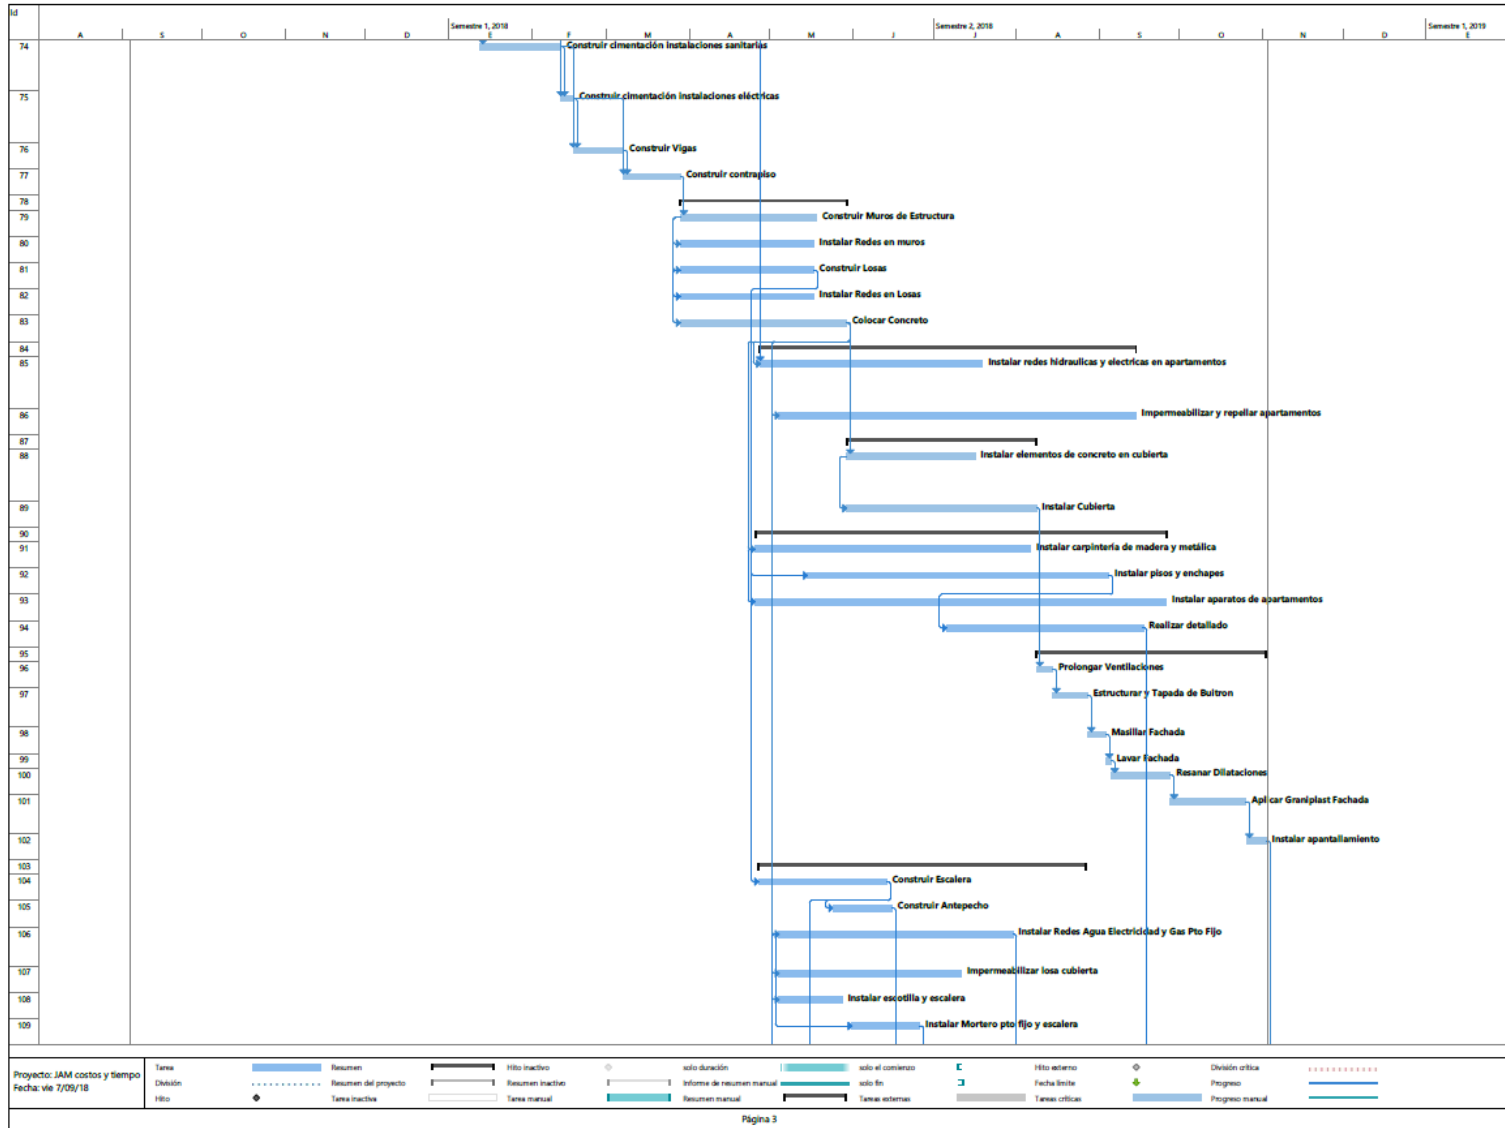 Id
Semestre 1, 2018
Semestre 2, 2018
Semestre 1, 2019
A S O N D E F M A M J J A S O N D E
74 Construir cimentación instalaciones sanitarias
75 Construir cimentación instalaciones eléctricas
76 Construir Vigas
77 Construir contrapiso
78
79 Construir Muros de Estructura
80 Instalar Redes en muros
81 Construir Losas
82 Instalar Redes en Losas
83 Colocar Concreto
84
85 Instalar redes hidraulicas y electricas en apartamentos
86 Impermeabilizar y repellar apartamentos
87
88 Instalar elementos de concreto en cubierta
89 Instalar Cubierta
90
91 Instalar carpintería de madera y metálica
92 Instalar pisos y enchapes
93 Instalar aparatos de apartamentos
94 Realizar detallado
95
96 Prolongar Ventilaciones
97 Estructurar y Tapada de Buitron
98 Masillar Fachada
99 Lavar Fachada
100 Resanar Dilataciones
101 Aplicar Graniplast Fachada
102 Instalar apantallamiento
103
104 Construir Escalera
105 Construir Antepecho
106 Instalar Redes Agua Electricidad y Gas Pto Fijo
107 Impermeabilizar losa cubierta
108 Instalar escotilla y escalera
109 Instalar Mortero pto fijo y escalera
Proyecto: JAM costos y tiempo
Fecha: vie 7/09/18
Tarea Resumen Hito inactivo solo duración solo el comienzo Hito externo División crítica
División Resumen del proyecto Resumen inactivo Informe de resumen manual solo fin Fecha límite Progreso
Hito Tarea inactiva Tarea manual Resumen manual Tareas externas Tareas críticas Progreso manual
Página 3